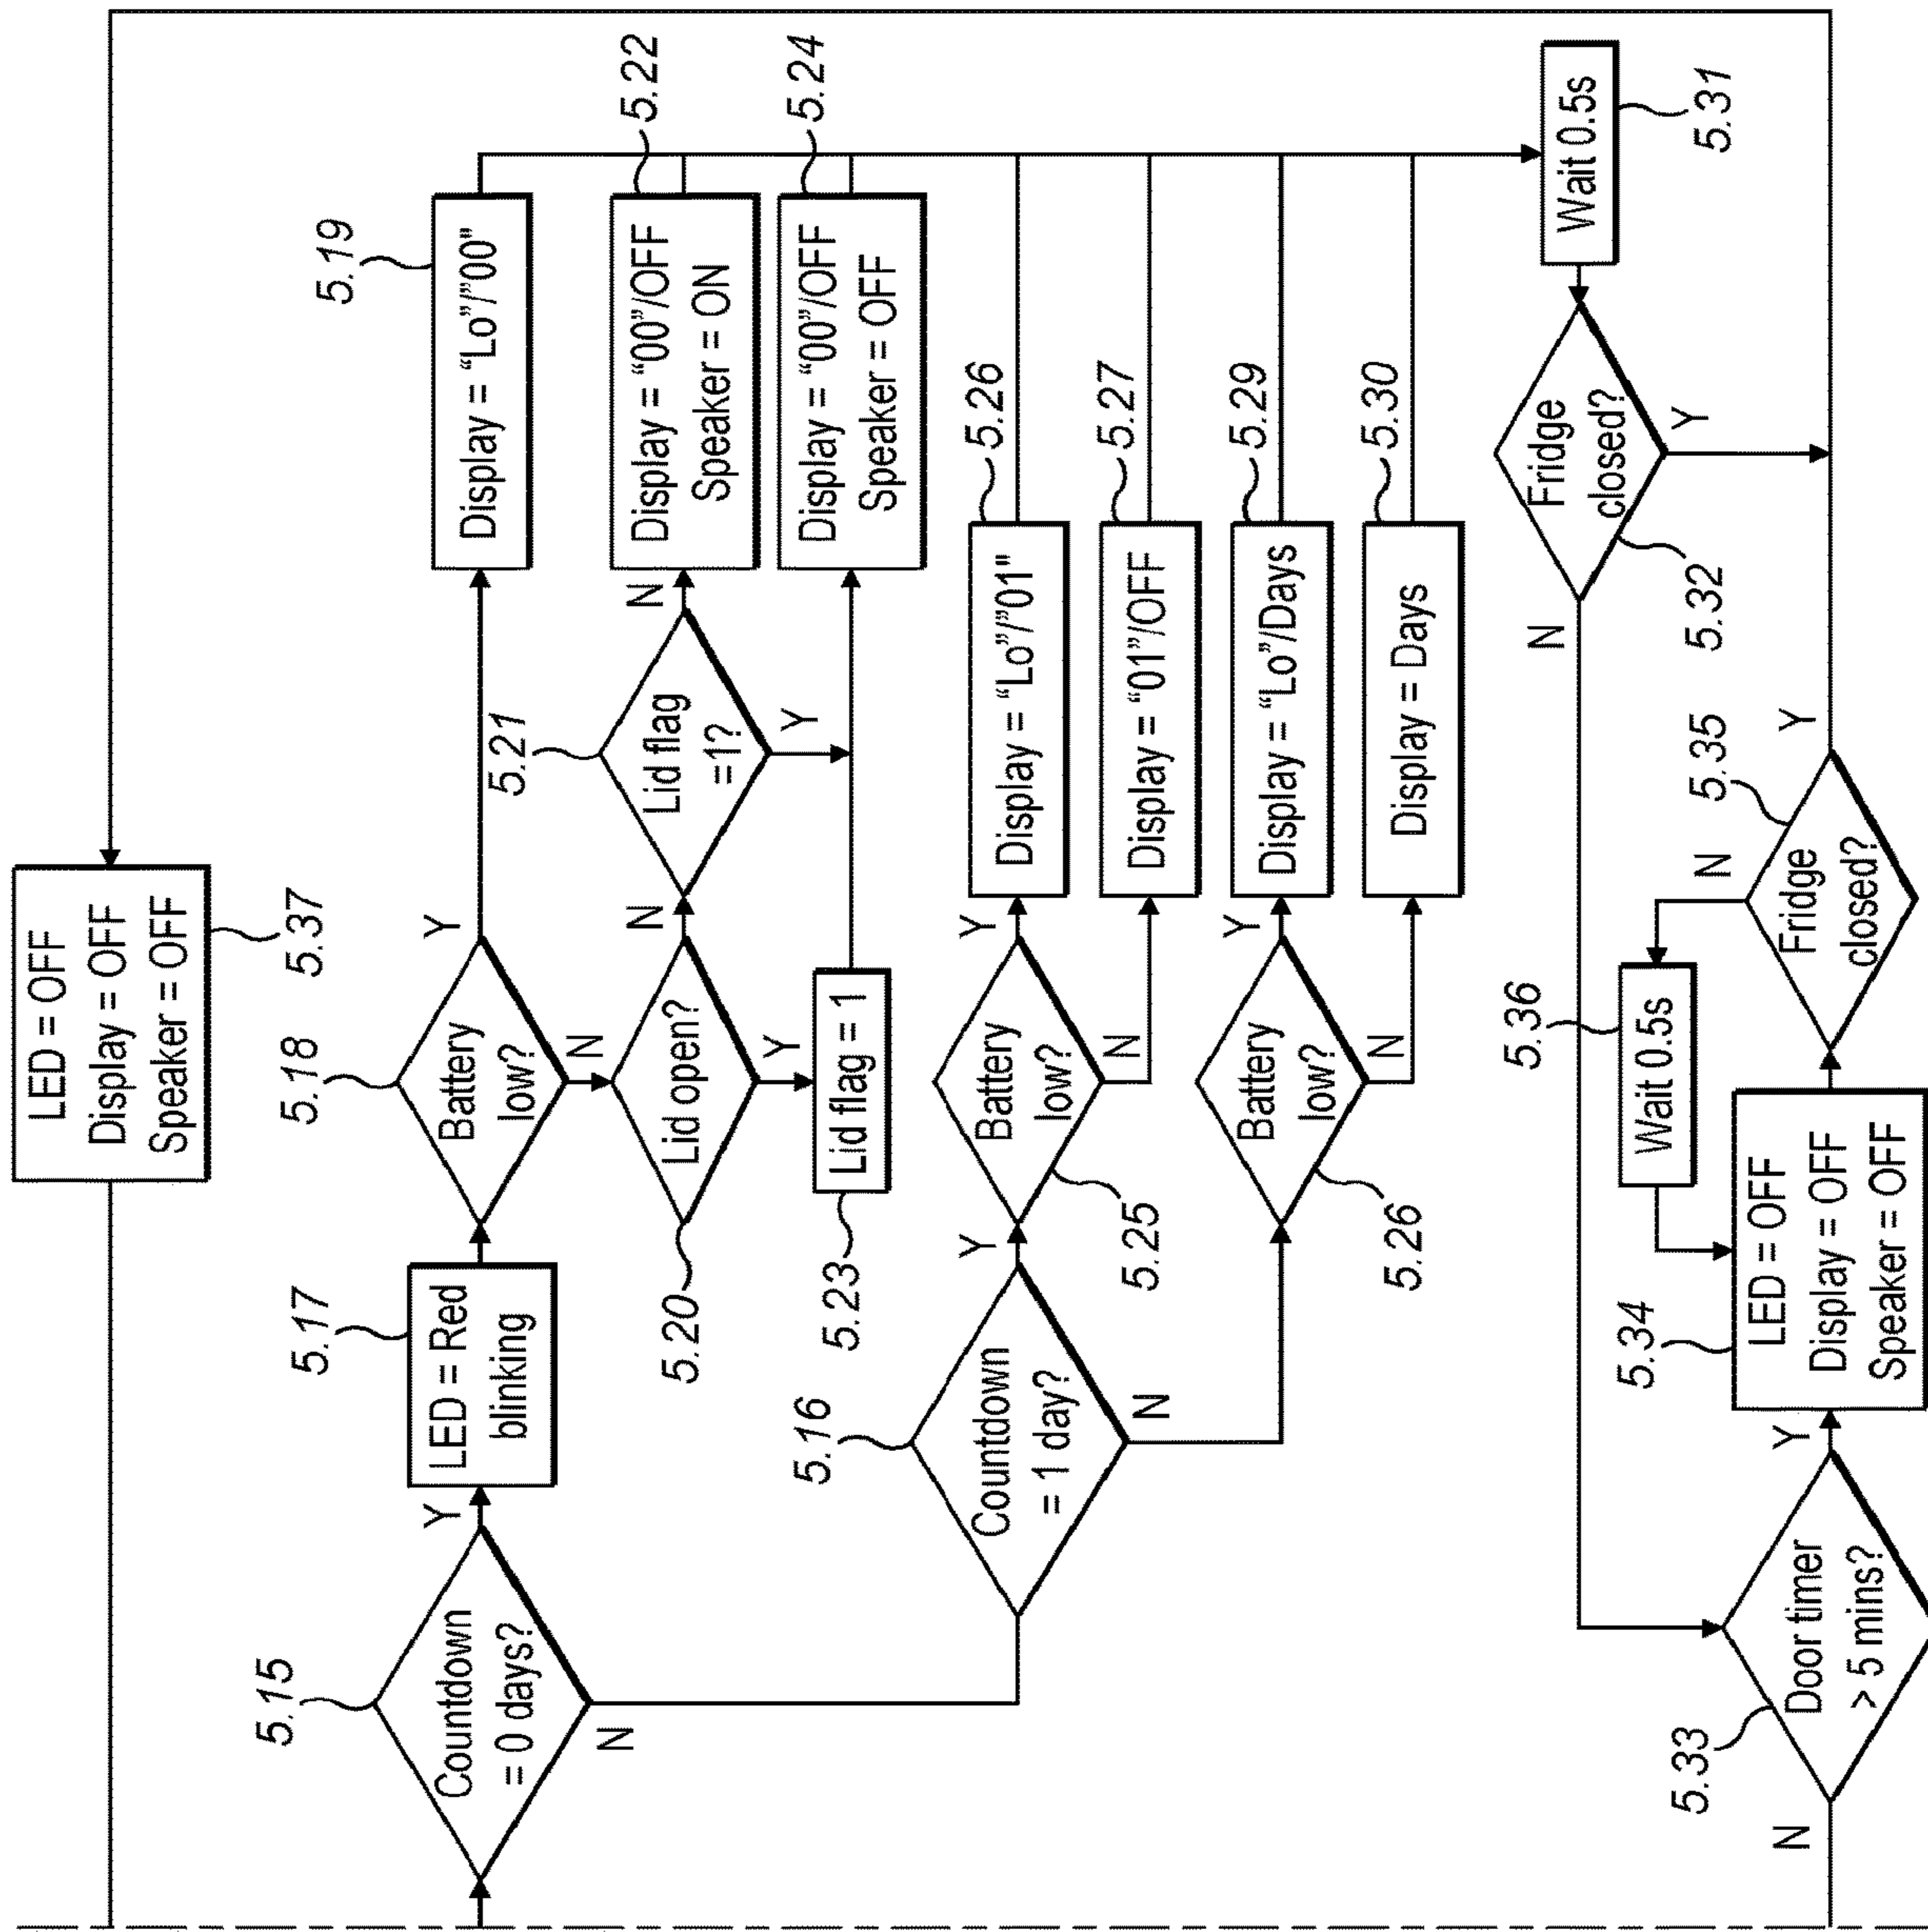 LED = OFF
Display = OFF
Speaker = OFF
5.37
5.15
Countdown
= 0 days?
Y
N
5.17
LED = Red
blinking
5.18
Battery
low?
Y
N
5.19
Display = “Lo”/”00"
5.20
Lid open?
N
Y
5.21
Lid flag
=1?
N
Y
5.22
Display = “00”/OFF
Speaker = ON
5.23
Lid flag = 1
5.24
Display = “00”/OFF
Speaker = OFF
5.16
Countdown
= 1 day?
Y
N
5.25
Battery
low?
Y
N
5.26
Display = “Lo”/”01"
5.27
Display = “01”/OFF
5.26
Battery
low?
Y
N
5.29
Display = “Lo”/Days
5.30
Display = Days
5.31
Wait 0.5s
5.32
Fridge
closed?
N
Y
5.33
Door timer
> 5 mins?
N
Y
5.34
LED = OFF
Display = OFF
Speaker = OFF
5.35
Fridge
closed?
N
Y
5.36
Wait 0.5s